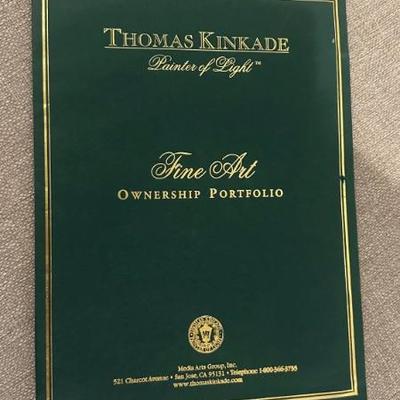 THOMAS KINKADE
Painter of Light™
Fine Art
OWNERSHIP PORTFOLIO
Media Arts Group, Inc.
521 Charcot Avenue • San Jose, CA 95131 • Telephone 1-800-366-3733
www.thomaskinkade.com